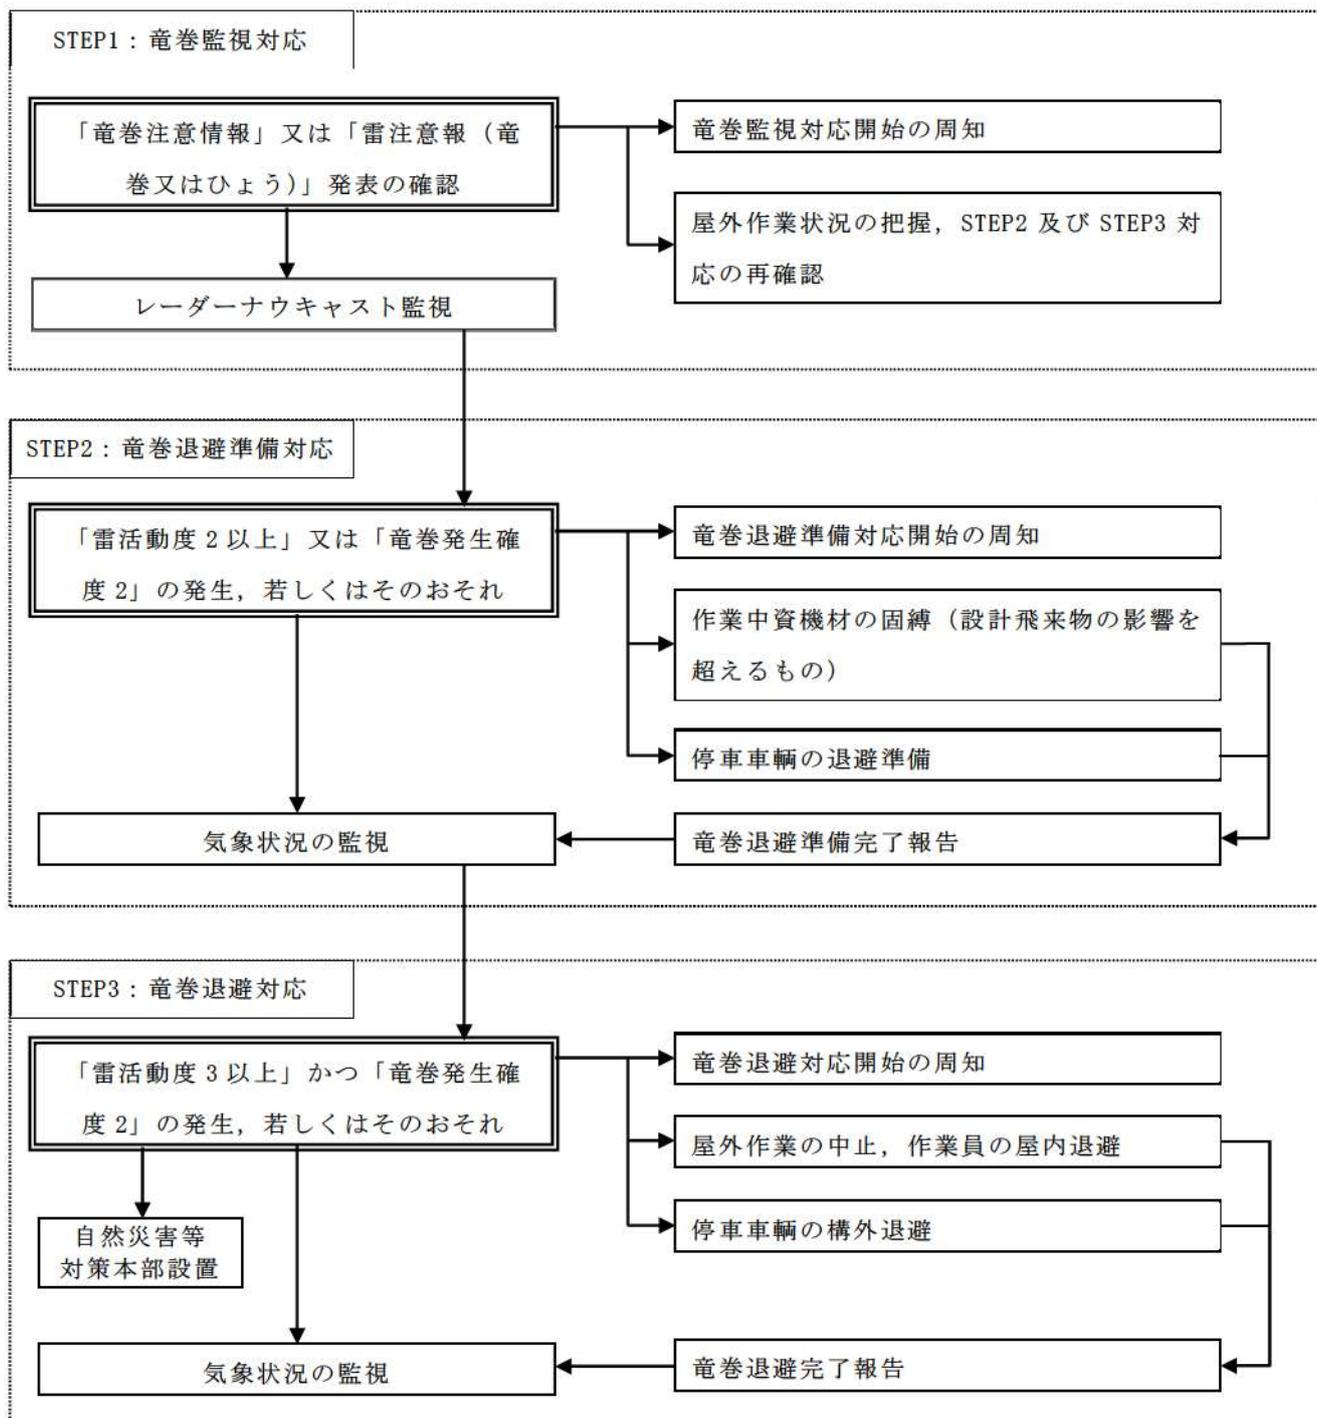 STEP1：竜巻監視対応
「竜巻注意情報」又は「雷注意報（竜
巻又はひょう）」発表の確認
竜巻監視対応開始の周知
屋外作業状況の把握，STEP2 及び STEP3 対
応の再確認
レーダーナウキャスト監視
STEP2：竜巻退避準備対応
「雷活動度 2 以上」又は「竜巻発生確
度 2」の発生，若しくはそのおそれ
竜巻退避準備対応開始の周知
作業中資機材の固縛（設計飛来物の影響を
超えるもの）
停車車輌の退避準備
気象状況の監視
竜巻退避準備完了報告
STEP3：竜巻退避対応
「雷活動度 3 以上」かつ「竜巻発生確
度 2」の発生，若しくはそのおそれ
竜巻退避対応開始の周知
屋外作業の中止，作業員の屋内退避
停車車輌の構外退避
自然災害等
対策本部設置
気象状況の監視
竜巻退避完了報告